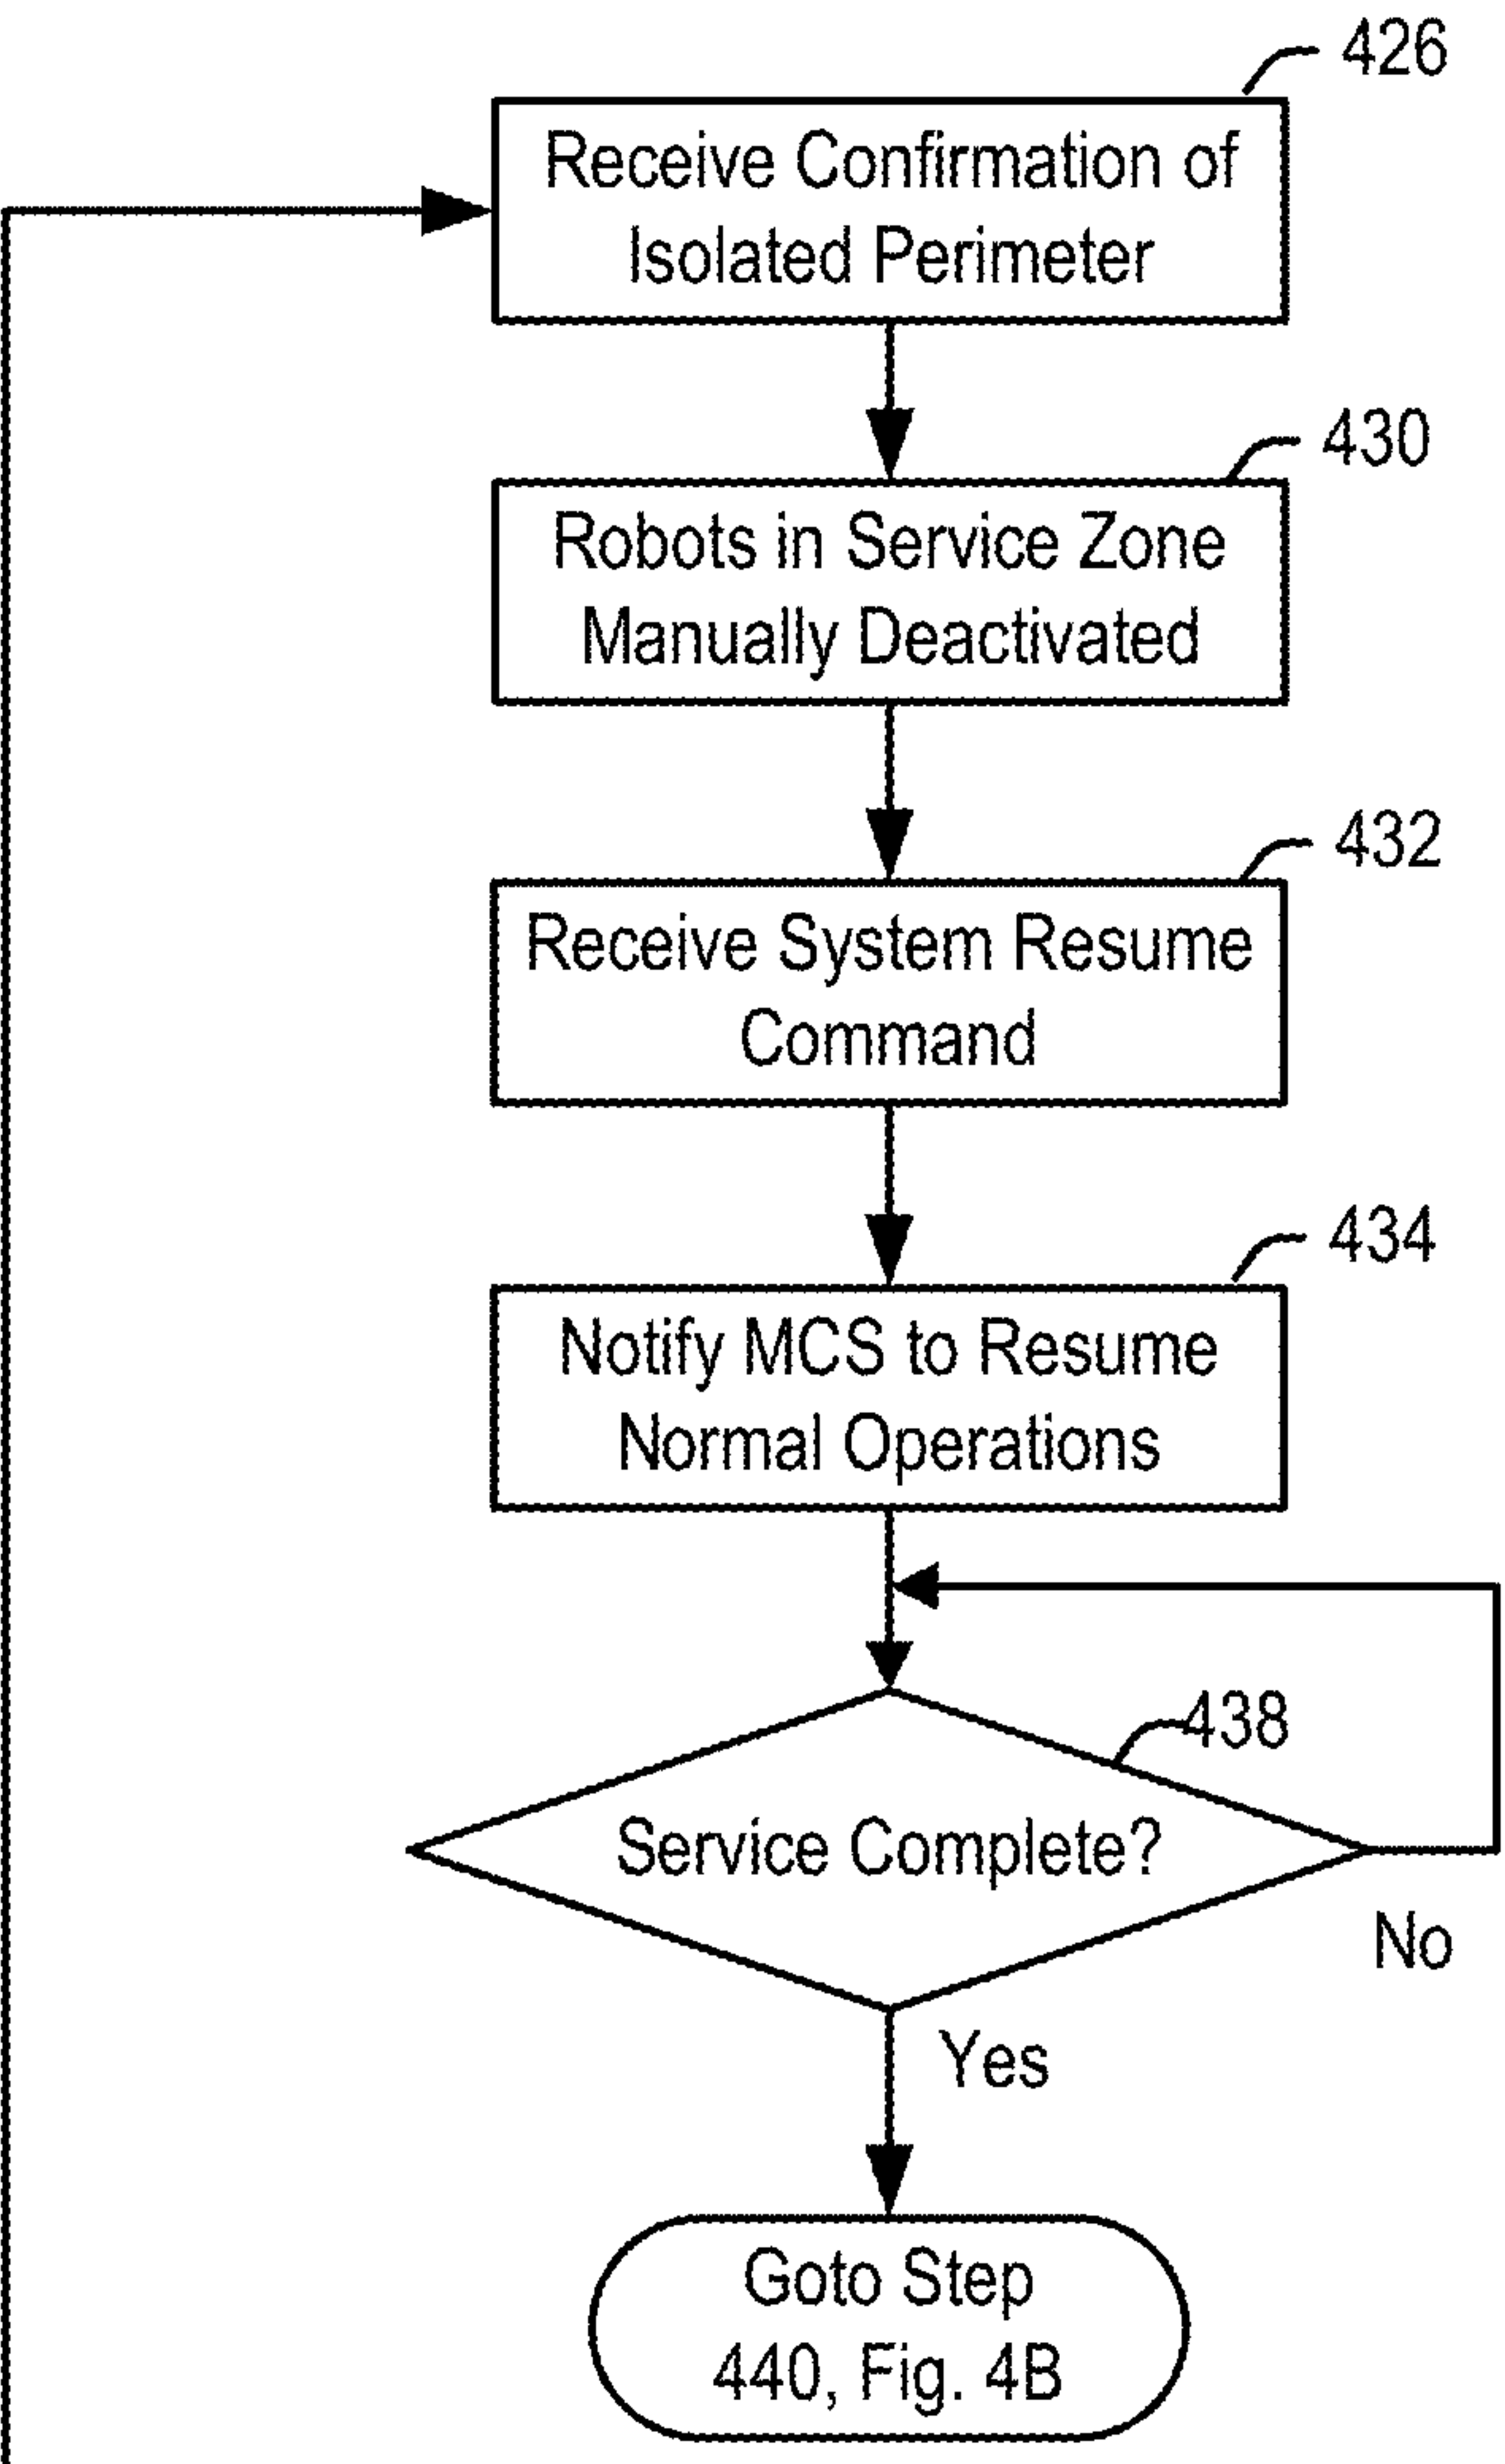 426
Receive Confirmation of
Isolated Perimeter
430
Robots in Service Zone
Manually Deactivated
432
Receive System Resume
Command
434
Notify MCS to Resume
Normal Operations
438
Service Complete?
No
Yes
Goto Step
440, Fig. 4B